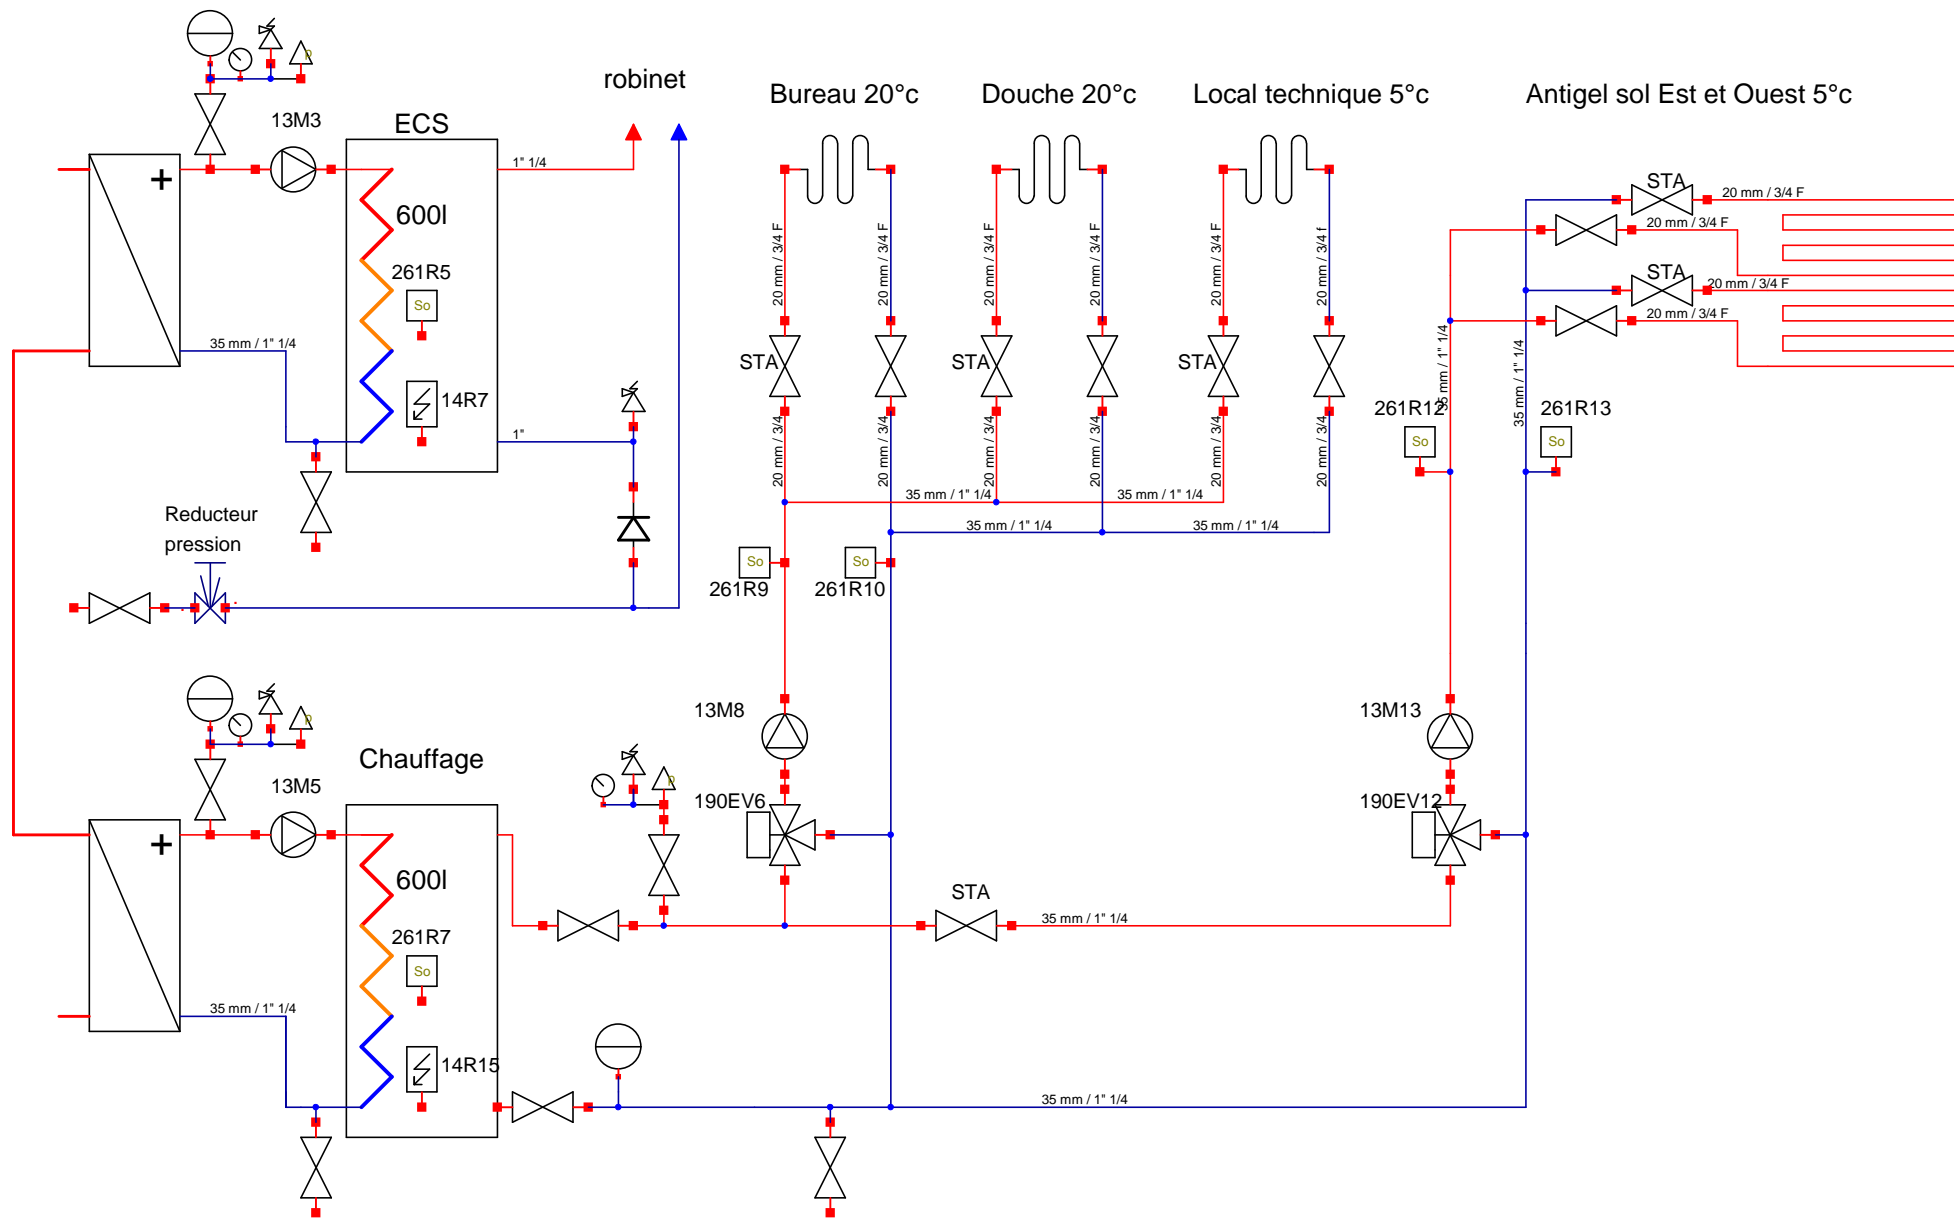 robinet
Bureau 20°c
Douche 20°c
Local technique 5°c
Antigel sol Est et Ouest 5°c
p
13M3
ECS
1" 1/4
+
600l
261R5
So
35 mm / 1" 1/4
14R7
1"
Reducteur
pression
20 mm / 3/4 F
20 mm / 3/4 F
20 mm / 3/4 F
20 mm / 3/4 F
20 mm / 3/4 F
20 mm / 3/4 f
STA
STA
STA
20 mm / 3/4
20 mm / 3/4
20 mm / 3/4
20 mm / 3/4
20 mm / 3/4
20 mm / 3/4
35 mm / 1" 1/4
35 mm / 1" 1/4
35 mm / 1" 1/4
35 mm / 1" 1/4
So
261R9
So
261R10
STA
20 mm / 3/4 F
20 mm / 3/4 F
STA
20 mm / 3/4 F
20 mm / 3/4 F
35 mm / 1" 1/4
35 mm / 1" 1/4
261R12
So
261R13
So
p
13M5
Chauffage
+
600l
261R7
So
35 mm / 1" 1/4
14R15
p
13M8
190EV6
13M13
190EV12
STA
35 mm / 1" 1/4
35 mm / 1" 1/4